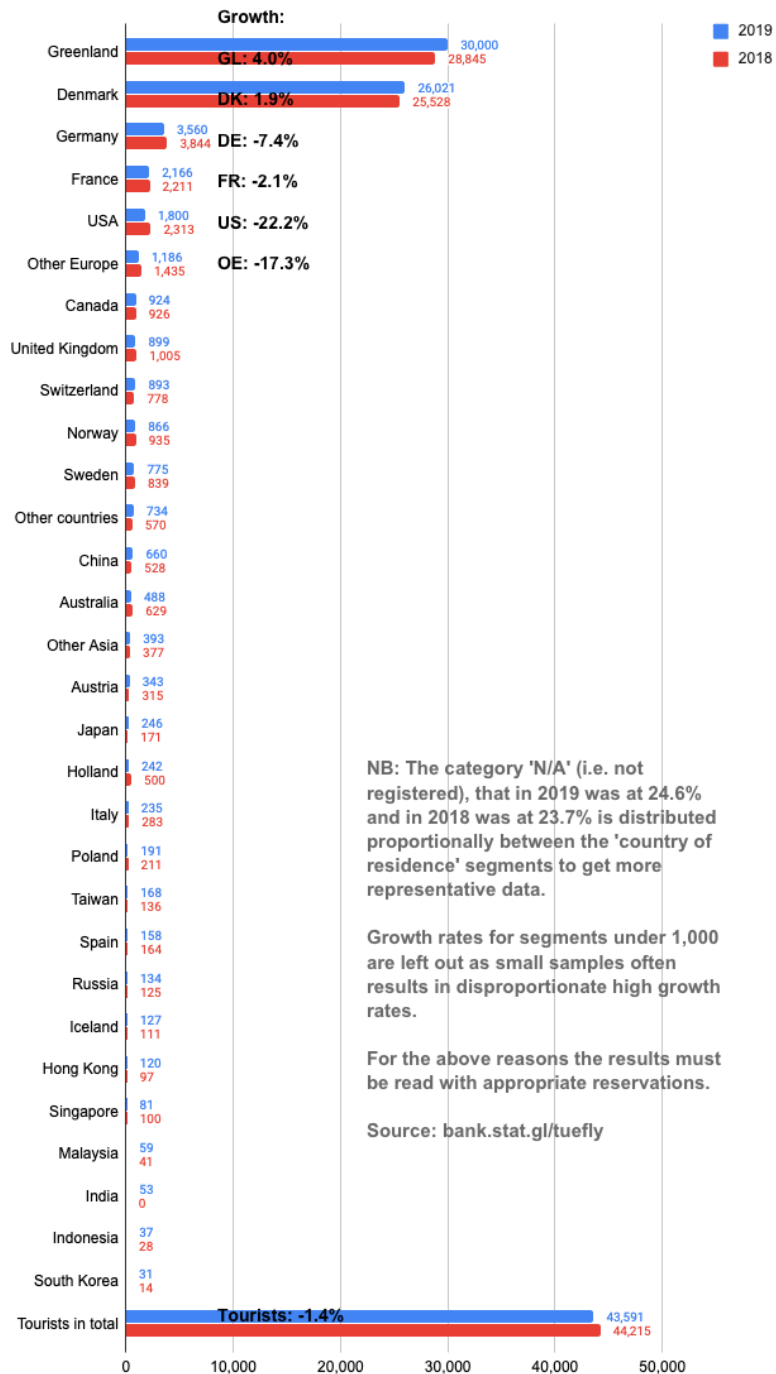 Growth:
2019
2018
Greenland 30,000
28,845
GL: 4.0%
Denmark 26,021
25,528
DK: 1.9%
Germany 3,560
3,844
DE: -7.4%
France 2,166
2,211
FR: -2.1%
USA 1,800
2,313
US: -22.2%
Other Europe 1,186
1,435
OE: -17.3%
Canada 924
926
United Kingdom 899
1,005
Switzerland 893
778
Norway 866
935
Sweden 775
839
Other countries 734
570
China 660
528
Australia 488
629
Other Asia 393
377
Austria 343
315
Japan 246
171
Holland 242
500
Italy 235
283
Poland 191
211
Taiwan 168
136
Spain 158
164
Russia 134
125
Iceland 127
111
Hong Kong 120
97
Singapore 81
100
Malaysia 59
41
India 53
0
Indonesia 37
28
South Korea 31
14
NB: The category 'N/A' (i.e. not
registered), that in 2019 was at 24.6%
and in 2018 was at 23.7% is distributed
proportionally between the 'country of
residence' segments to get more
representative data.
Growth rates for segments under 1,000
are left out as small samples often
results in disproportionate high growth
rates.
For the above reasons the results must
be read with appropriate reservations.
Source: bank.stat.gl/tuefly
Tourists in total 43,591
44,215
Tourists: -1.4%
0 10,000 20,000 30,000 40,000 50,000